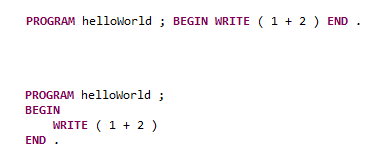 PROGRAM helloWorld ; BEGIN WRITE ( 1 + 2 ) END .
PROGRAM helloWorld ;
BEGIN
    WRITE ( 1 + 2 )
END .